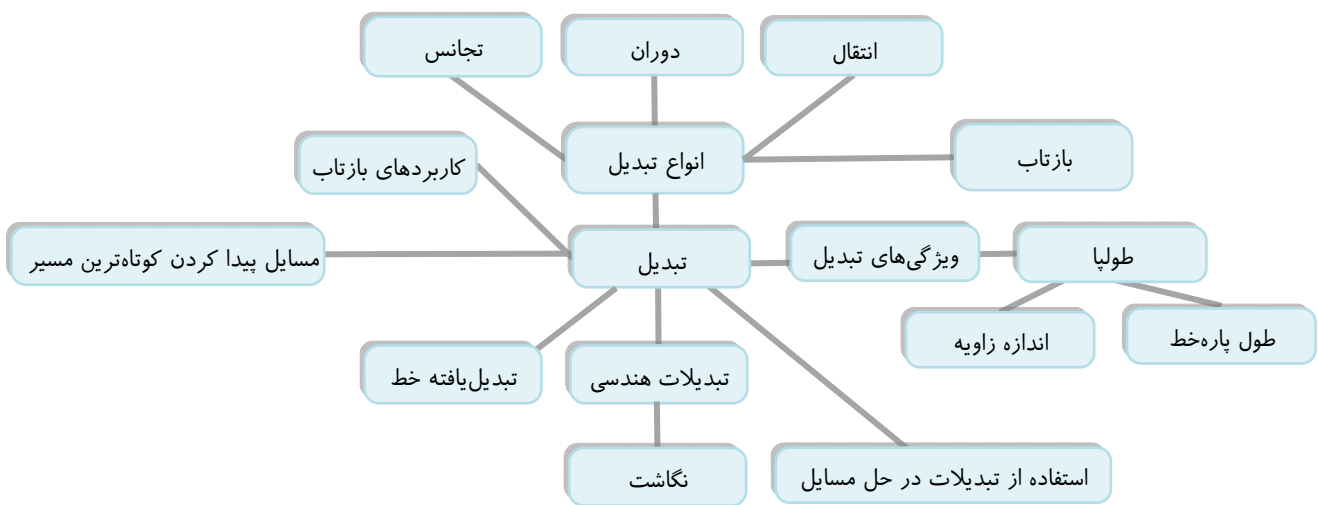 انتقال
دوران
تجانس
بازتاب
انواع تبدیل
کاربردهای بازتاب
طولپا
ویژگی‌های تبدیل
تبدیل
مسایل پیدا کردن کوتاه‌ترین مسیر
طول پاره‌خط
اندازه زاویه
تبدیلات هندسی
تبدیل‌یافته خط
استفاده از تبدیلات در حل مسایل
نگاشت